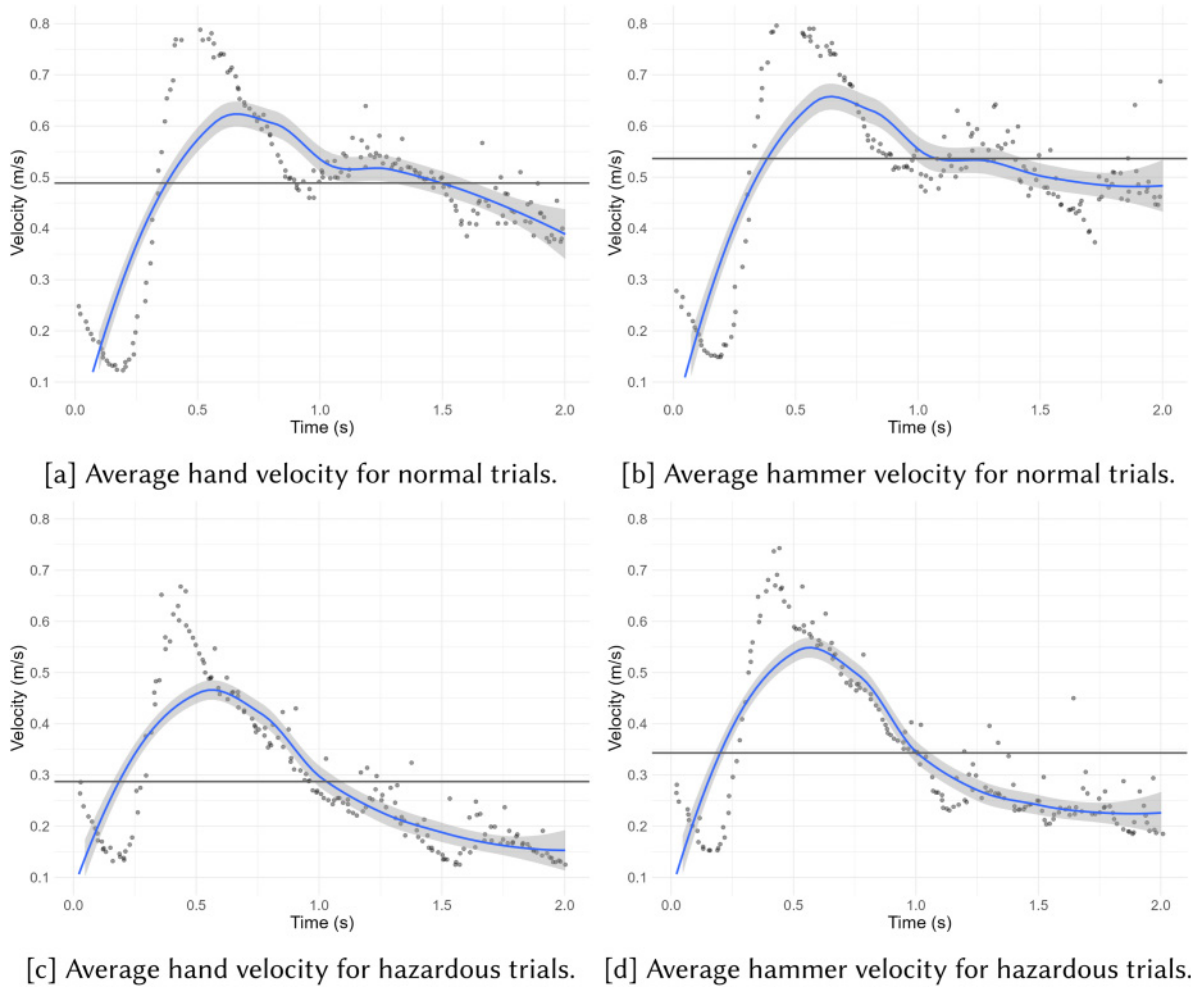 0.8
0.7
0.6
0.5
0.4
0.3
0.2
0.1
Velocity (m/s)
0.0 0.5 1.0 1.5 2.0
Time (s)
[a] Average hand velocity for normal trials.
0.8
0.7
0.6
0.5
0.4
0.3
0.2
0.1
Velocity (m/s)
0.0 0.5 1.0 1.5 2.0
Time (s)
[b] Average hammer velocity for normal trials.
0.8
0.7
0.6
0.5
0.4
0.3
0.2
0.1
Velocity (m/s)
0.0 0.5 1.0 1.5 2.0
Time (s)
[c] Average hand velocity for hazardous trials.
0.8
0.7
0.6
0.5
0.4
0.3
0.2
0.1
Velocity (m/s)
0.0 0.5 1.0 1.5 2.0
Time (s)
[d] Average hammer velocity for hazardous trials.